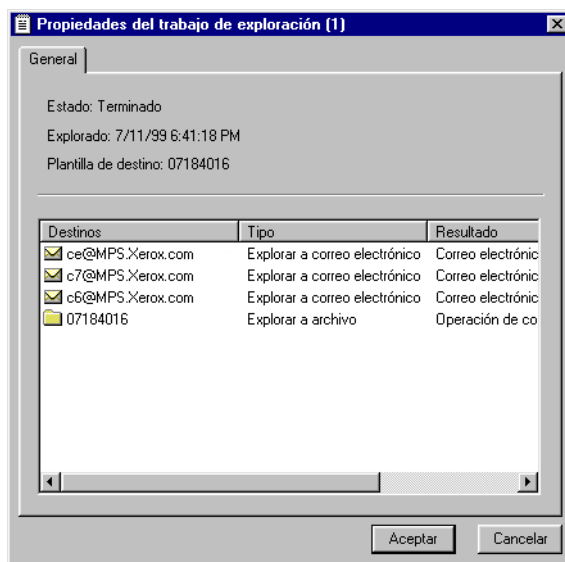 Propiedades del trabajo de exploración (1)
General
Estado: Terminado
Explorado: 7/11/99 6:41:18 PM
Plantilla de destino: 07184016
Destinos Tipo Resultado
ce@MPS.Xerox.com Explorar a correo electrónico Correo electrónic
c7@MPS.Xerox.com Explorar a correo electrónico Correo electrónic
c6@MPS.Xerox.com Explorar a correo electrónico Correo electrónic
07184016 Explorar a archivo Operación de co
Aceptar Cancelar